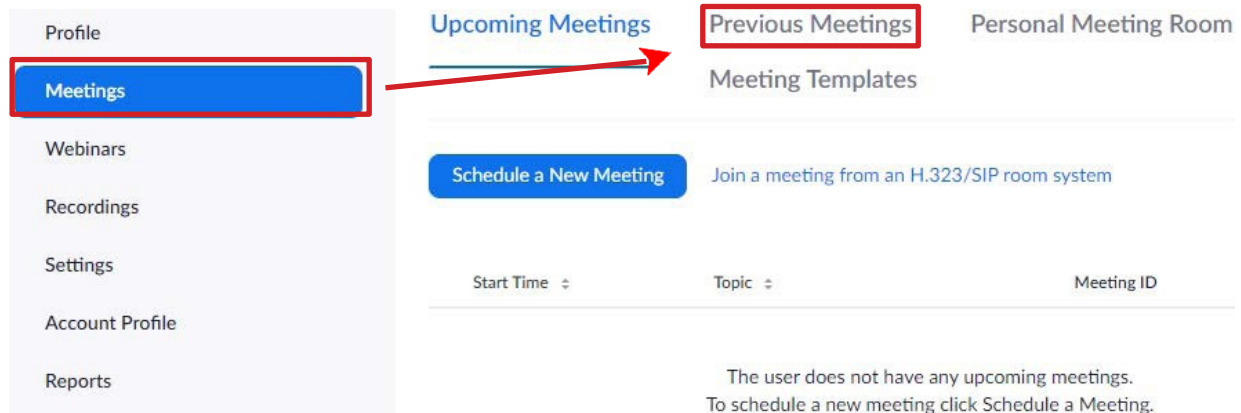 Profile
Meetings
Webinars
Recordings
Settings
Account Profile
Reports
Upcoming Meetings Previous Meetings Personal Meeting Room
Meeting Templates
Schedule a New Meeting Join a meeting from an H.323/SIP room system
Start Time Topic Meeting ID
The user does not have any upcoming meetings.
To schedule a new meeting click Schedule a Meeting.